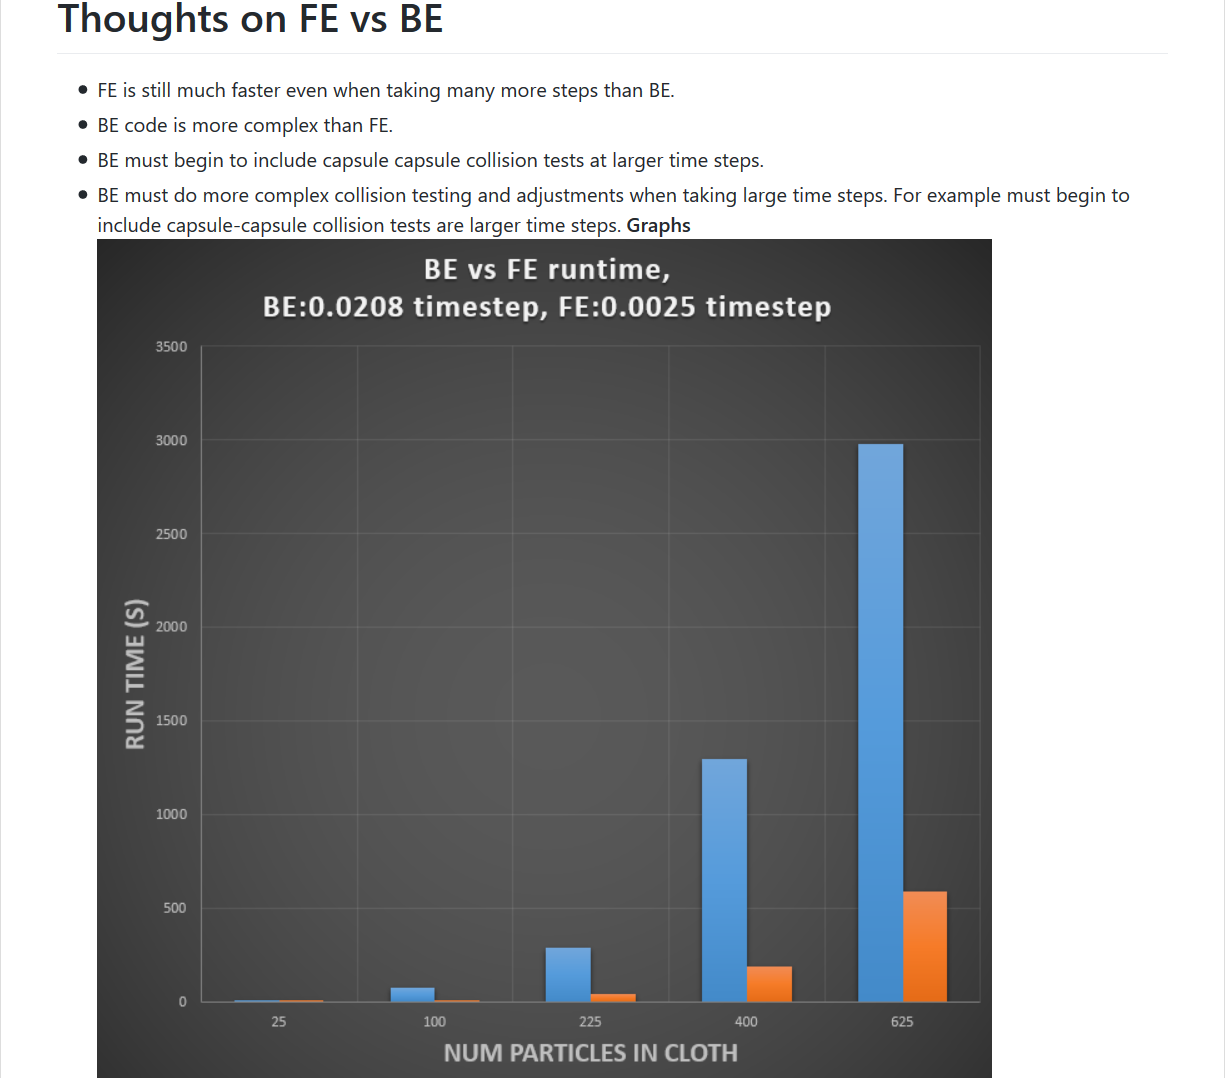 Thoughts on FE vs BE
FE is still much faster even when taking many more steps than BE.
BE code is more complex than FE.
BE must begin to include capsule capsule collision tests at larger time steps.
BE must do more complex collision testing and adjustments when taking large time steps. For example must begin to
include capsule-capsule collision tests are larger time steps. Graphs
BE vs FE runtime,
BE:0.0208 timestep, FE:0.0025 timestep
3500
3000
2500
2000
1500
1000
500
0
RUN TIME (S)
25 100 225 400 625
NUM PARTICLES IN CLOTH